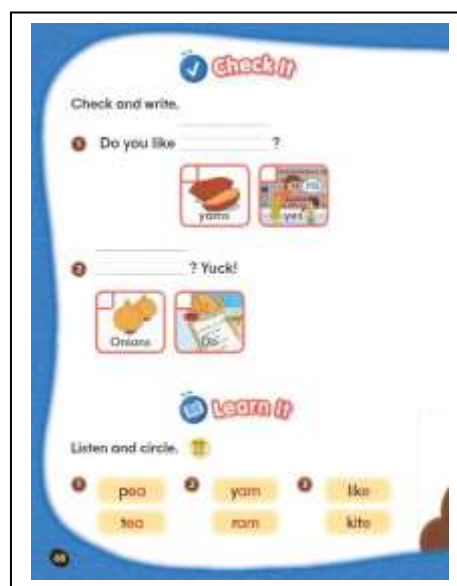 Check It
Check and write.
1 Do you like ?
yams yes
2 ? Yuck!
Onions Do
Learn It
Listen and circle.
1 pea 2 yam 3 like
tea ram kite